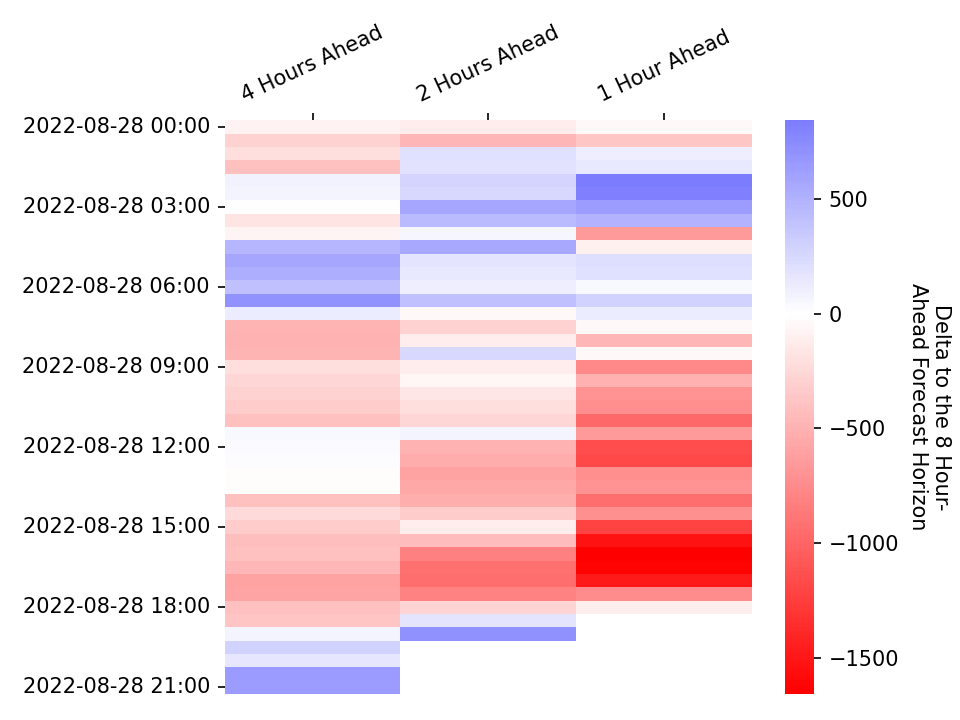 4 Hours Ahead
2 Hours Ahead
1 Hour Ahead
2022-08-28 00:00
2022-08-28 03:00
2022-08-28 06:00
2022-08-28 09:00
2022-08-28 12:00
2022-08-28 15:00
2022-08-28 18:00
2022-08-28 21:00
500
0
−500
−1000
−1500
Delta to the 8 Hour-
Ahead Forecast Horizon